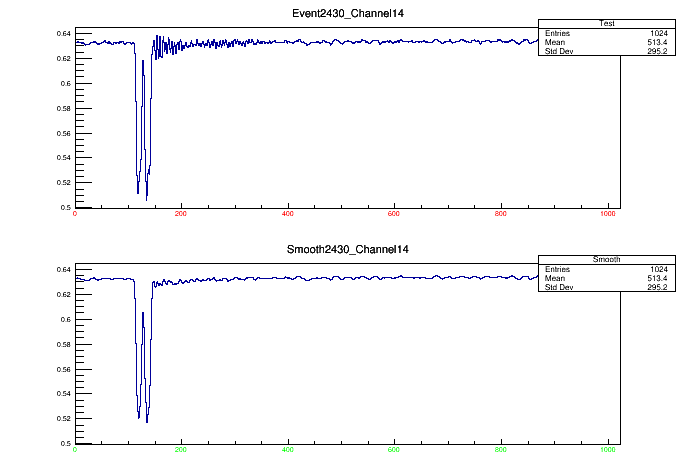 Event2430_Channel14
Test
Entries 1024
Mean 513.4
Std Dev 295.2
0.64
0.62
0.6
0.58
0.56
0.54
0.52
0.5
0 200 400 600 800 1000
Smooth2430_Channel14
Smooth
Entries 1024
Mean 513.4
Std Dev 295.2
0.64
0.62
0.6
0.58
0.56
0.54
0.52
0.5
0 200 400 600 800 1000